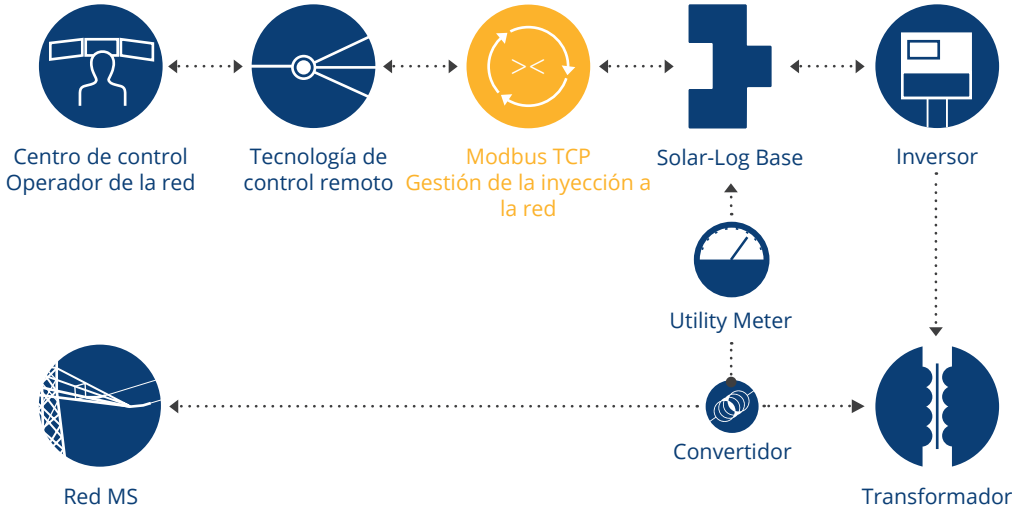 Centro de control
Operador de la red
Tecnología de
control remoto
Modbus TCP
Gestión de la inyección a
la red
Solar-Log Base
Inversor
Utility Meter
Convertidor
Red MS
Transformador